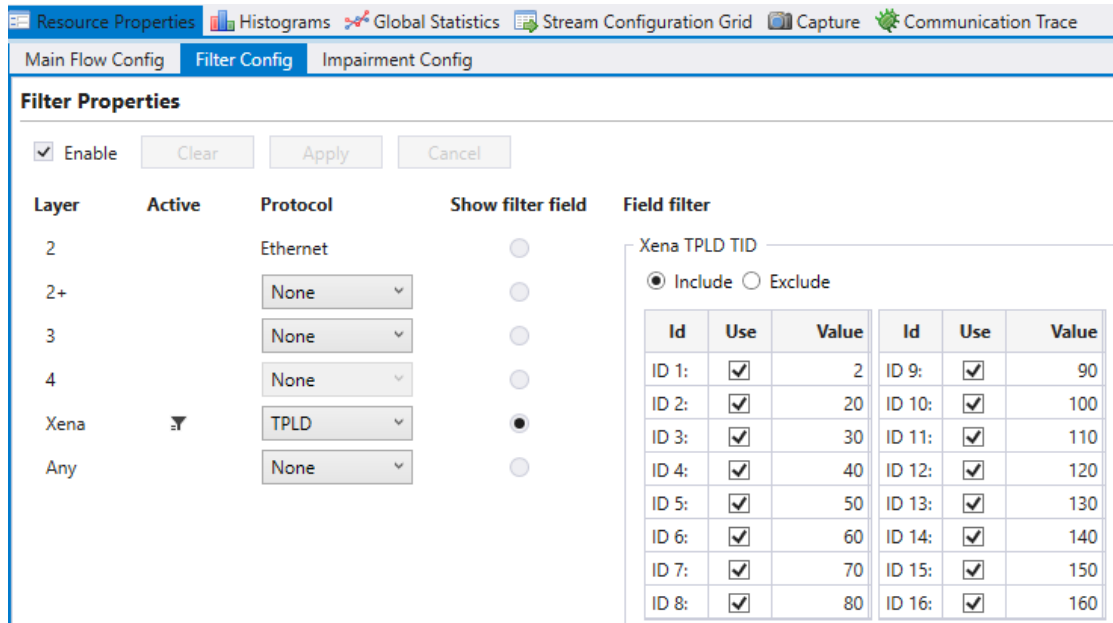 Resource Properties Histograms Global Statistics Stream Configuration Grid Capture Communication Trace
Main Flow Config Filter Config Impairment Config
Filter Properties
Enable Clear Apply Cancel
Layer Active Protocol Show filter field Field filter
2 Ethernet
2+ None
3 None
4 None
Xena TPLD
Any None
Xena TPLD TID
Include Exclude
Id Use Value Id Use Value
ID 1: 2 ID 9: 90
ID 2: 20 ID 10: 100
ID 3: 30 ID 11: 110
ID 4: 40 ID 12: 120
ID 5: 50 ID 13: 130
ID 6: 60 ID 14: 140
ID 7: 70 ID 15: 150
ID 8: 80 ID 16: 160